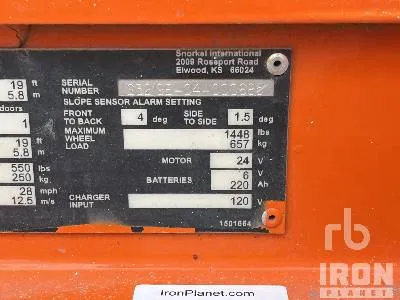 Snorkel International
2009 Roseport Road
Elwood, KS 66024
19 ft
5.8 m
SERIAL
NUMBER
SLOPE SENSOR ALARM SETTING
FRONT
TO BACK
4 deg
SIDE
TO SIDE
1.5 deg
1
MAXIMUM
WHEEL
LOAD
1448 lbs
657 kg
19 ft
5.8 m
MOTOR 24 V
550 lbs
250 kg
BATTERIES 6 V
220 Ah
28 mph
12.5 m/s
CHARGER
INPUT
120 V
1501664
IronPlanet.com
rb
IRON
PLANET